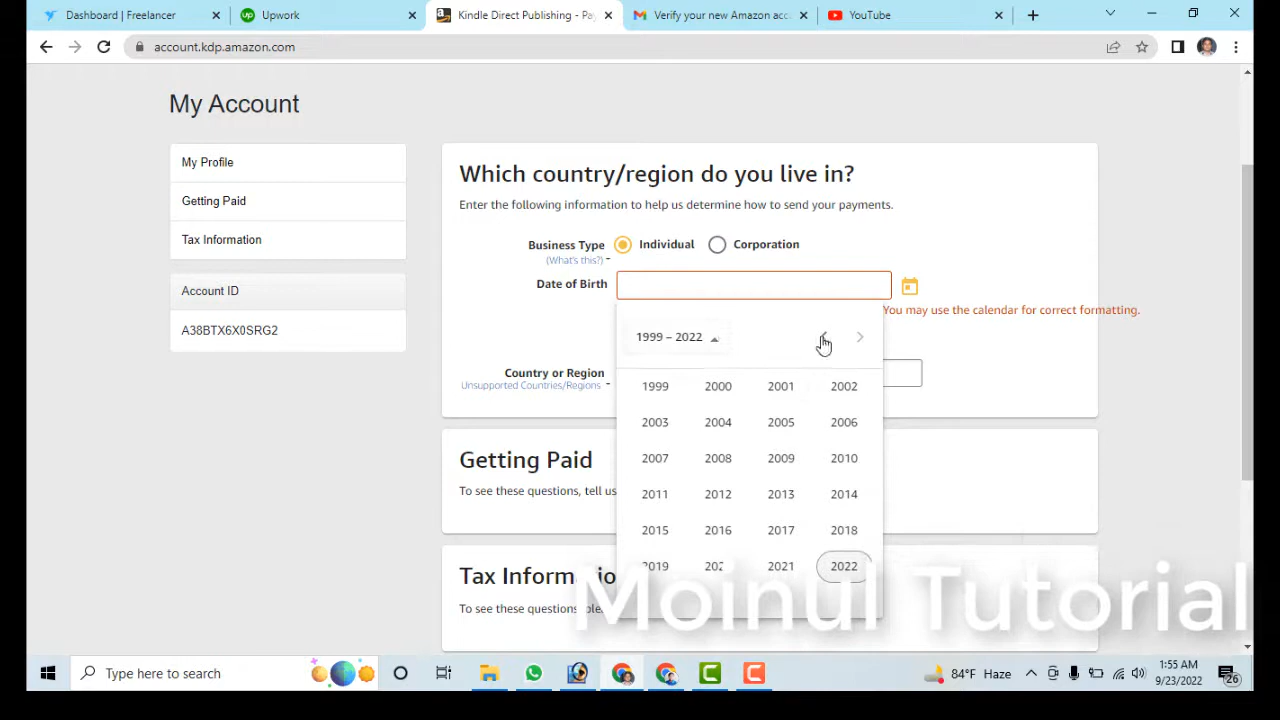 Dashboard | Freelancer
Upwork
Kindle Direct Publishing - Pay
Verify your new Amazon acc
YouTube
account.kdp.amazon.com
My Account
My Profile
Getting Paid
Tax Information
Account ID
A38BTX6X0SRG2
Which country/region do you live in?
Enter the following information to help us determine how to send your payments.
Business Type
(What's this?)
Individual
Corporation
Date of Birth
You may use the calendar for correct formatting.
1999 – 2022
Country or Region
Unsupported Countries/Regions
1999 2000 2001 2002
2003 2004 2005 2006
2007 2008 2009 2010
2011 2012 2013 2014
2015 2016 2017 2018
2019 2021 2022
Getting Paid
To see these questions, tell us
Tax Informatio
To see these questions,
Moinul Tutorial
Type here to search
84°F Haze
1:55 AM
9/23/2022
26